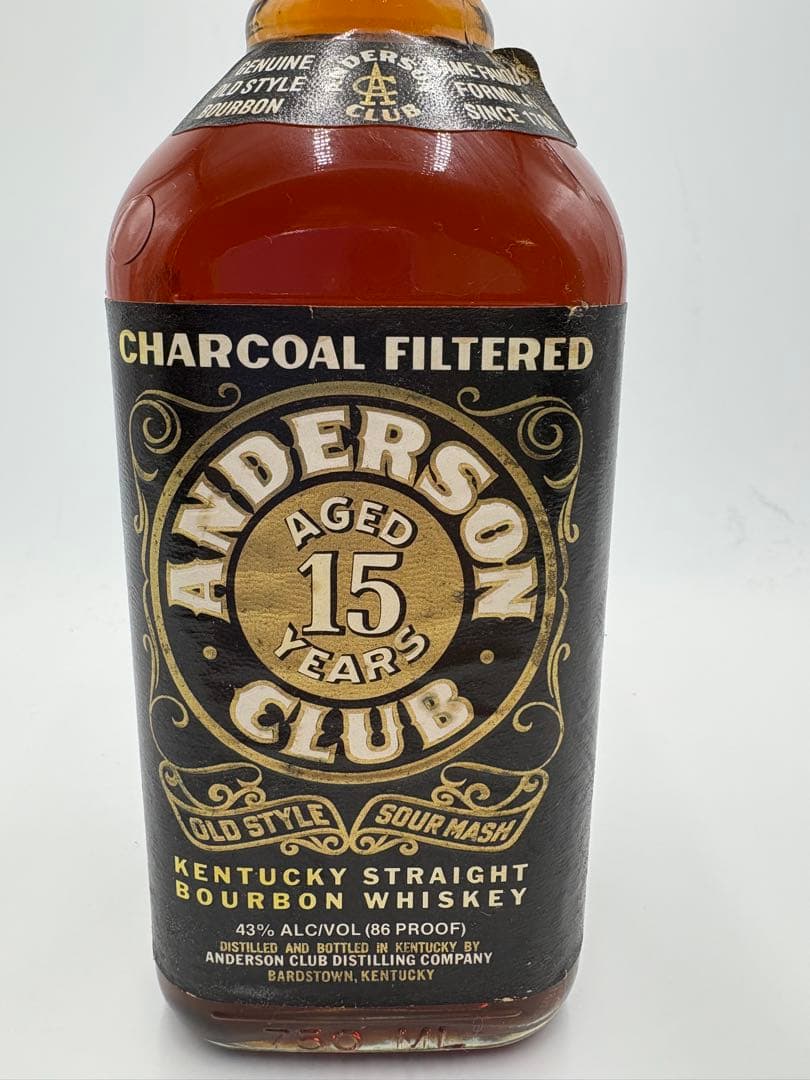 GENUINE
OLD STYLE
BOURBON
ANDERSON
AC
CLUB
FORMULA
SINCE
CHARCOAL FILTERED
ANDERSON
AGED
15
YEARS
CLUB
OLD STYLE
SOUR MASH
KENTUCKY STRAIGHT
BOURBON WHISKEY
43% ALC/VOL (86 PROOF)
DISTILLED AND BOTTLED IN KENTUCKY BY
ANDERSON CLUB DISTILLING COMPANY
BARDSTOWN, KENTUCKY
750 ML